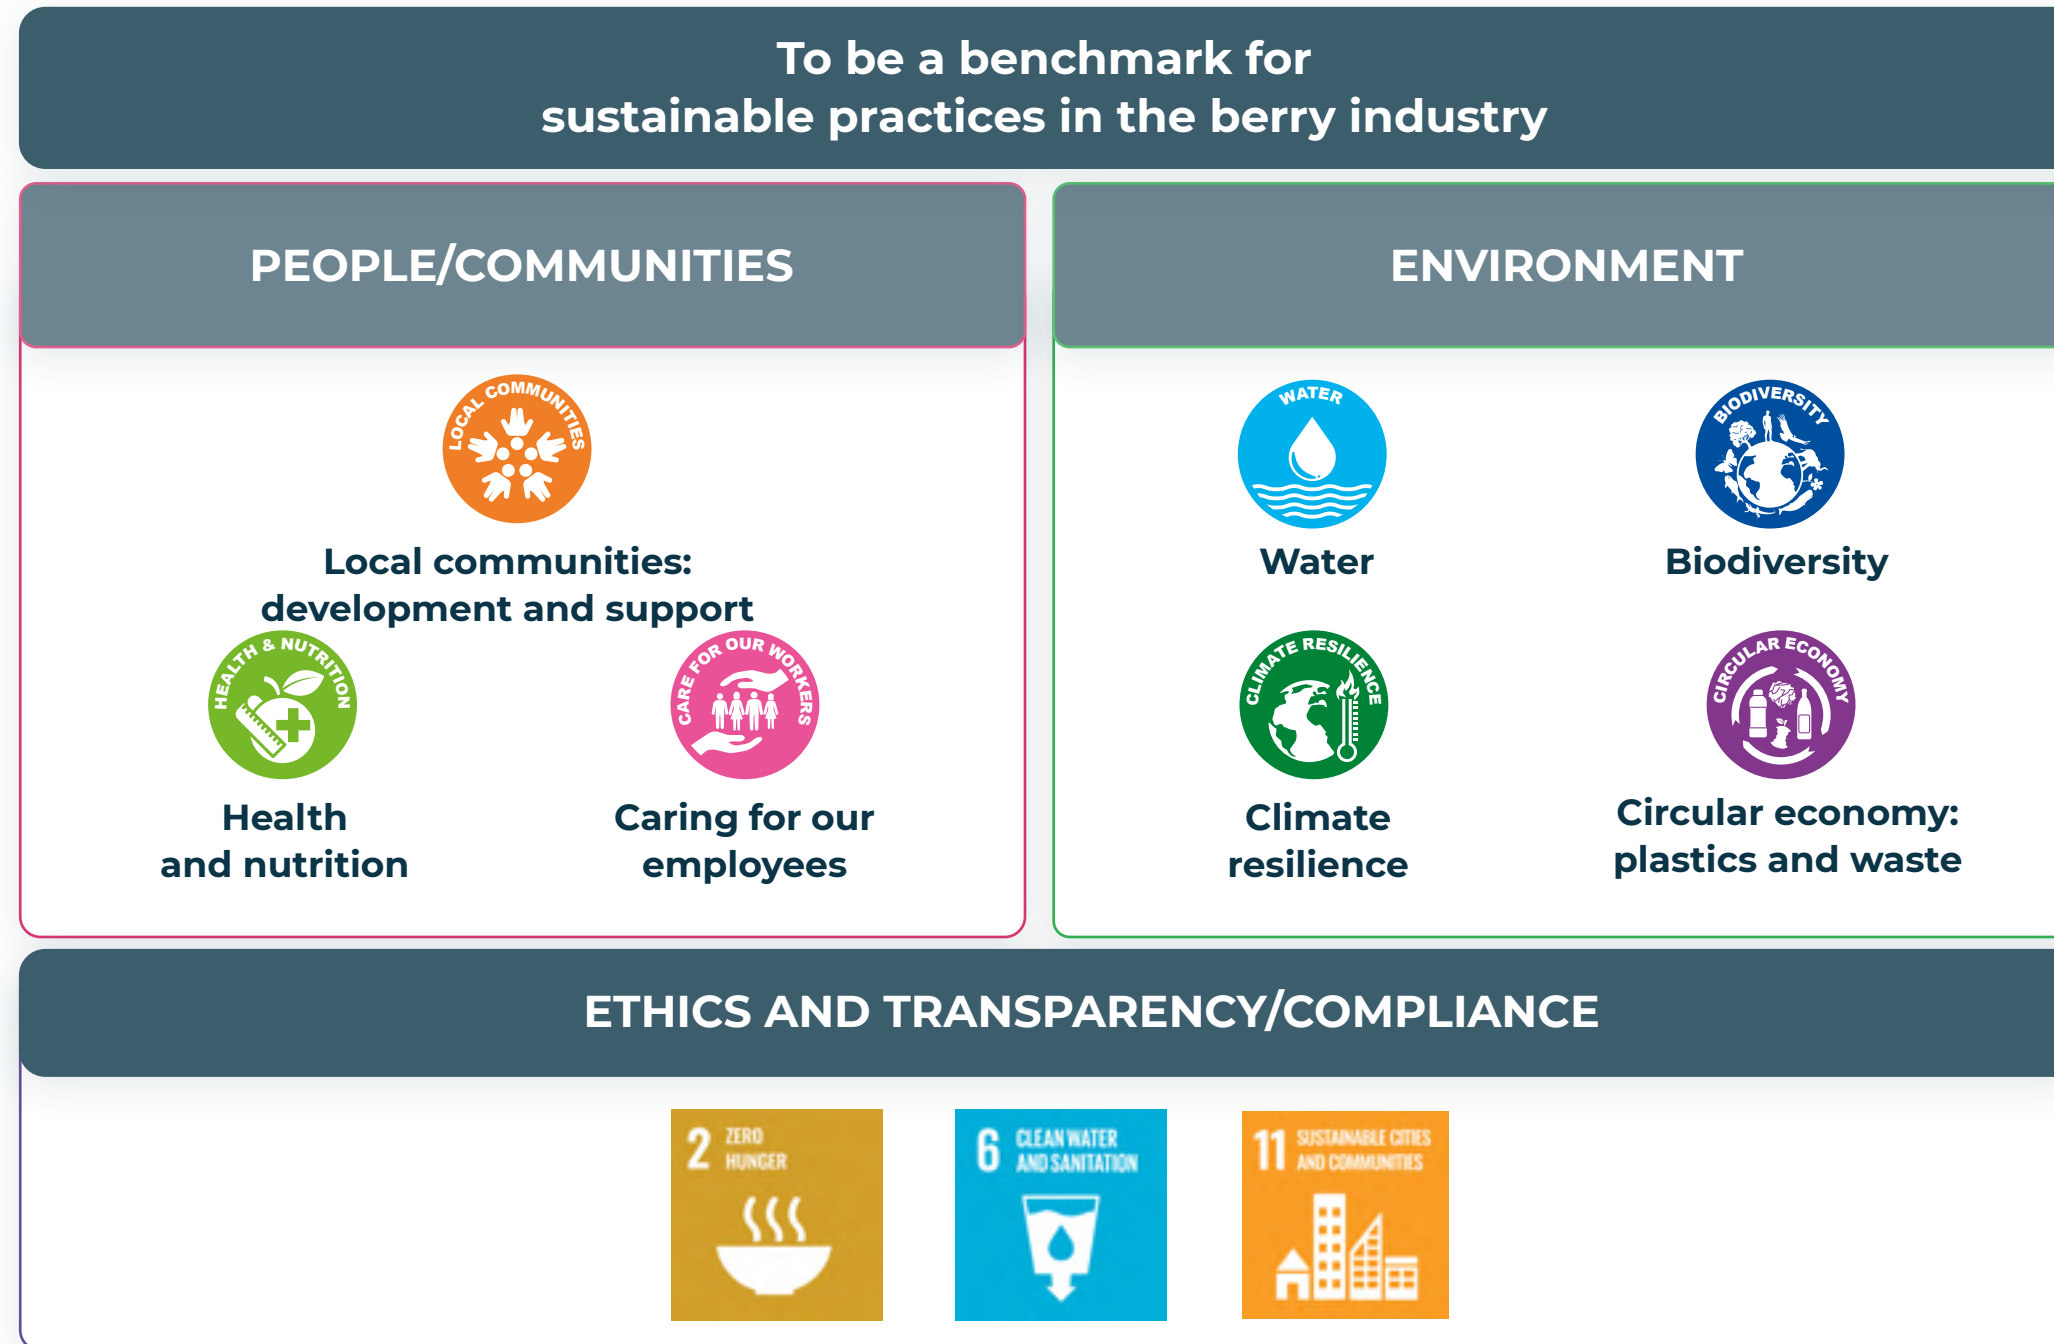 To be a benchmark for
sustainable practices in the berry industry
PEOPLE/COMMUNITIES
LOCAL COMMUNITIES
Local communities:
development and support
HEALTH & NUTRITION
Health
and nutrition
CARE FOR OUR WORKERS
Caring for our
employees
ENVIRONMENT
WATER
Water
BIODIVERSITY
Biodiversity
CLIMATE RESILIENCE
Climate
resilience
CIRCULAR ECONOMY
Circular economy:
plastics and waste
ETHICS AND TRANSPARENCY/COMPLIANCE
2 ZERO
HUNGER
6 CLEAN WATER
AND SANITATION
11 SUSTAINABLE CITIES
AND COMMUNITIES